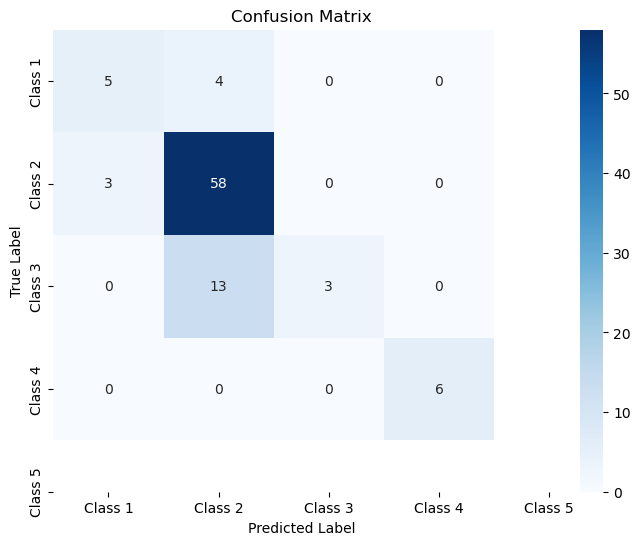 Confusion Matrix
True Label
Class 1
5 4 0 0
Class 2
3 58 0 0
Class 3
0 13 3 0
Class 4
0 0 0 6
Class 5
Class 1 Class 2 Class 3 Class 4 Class 5
Predicted Label
50
40
30
20
10
0